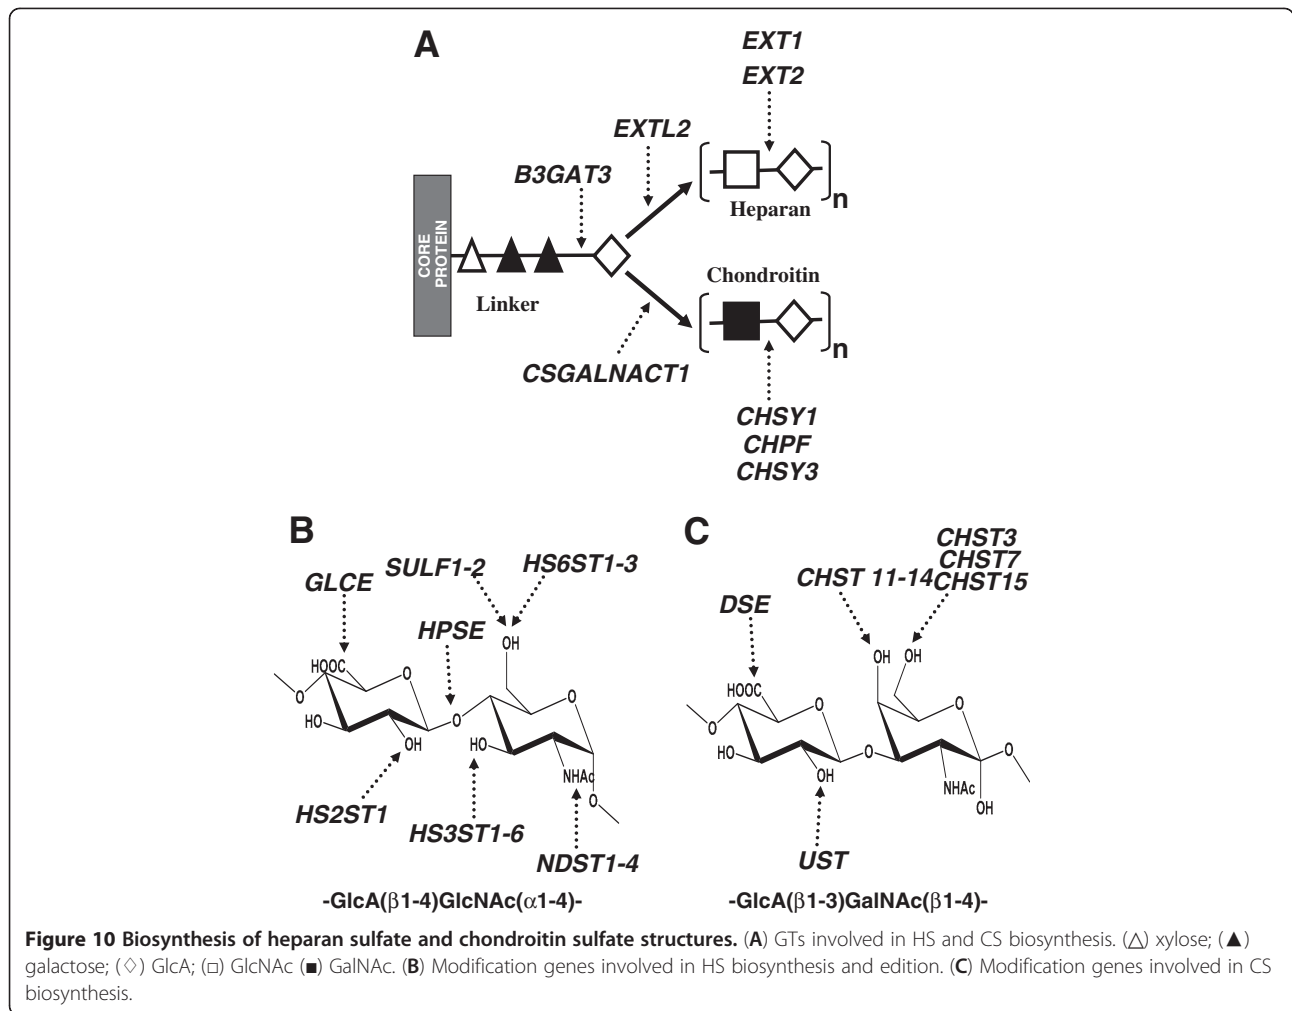 A
EXT1
EXT2
EXTL2
B3GAT3
n
Heparan
CORE
PROTEIN
Linker
Chondroitin
n
CSGALNACT1
CHSY1
CHPF
CHSY3
B
SULF1-2
HS6ST1-3
GLCE
HPSE
OH
HOOC
O
O
O
HO
O
OH
HO
NHAc
O
HS2ST1
HS3ST1-6
NDST1-4
-GlcA(β1-4)GlcNAc(α1-4)-
C
CHST3
CHST7
CHST 11-14
CHST15
DSE
OH
OH
HOOC
O
O
O
HO
O
O
OH
NHAc
OH
UST
-GlcA(β1-3)GalNAc(β1-4)-
Figure 10 Biosynthesis of heparan sulfate and chondroitin sulfate structures. (A) GTs involved in HS and CS biosynthesis. (△) xylose; (▲)
galactose; (◇) GlcA; (□) GlcNAc (■) GalNAc. (B) Modification genes involved in HS biosynthesis and edition. (C) Modification genes involved in CS
biosynthesis.